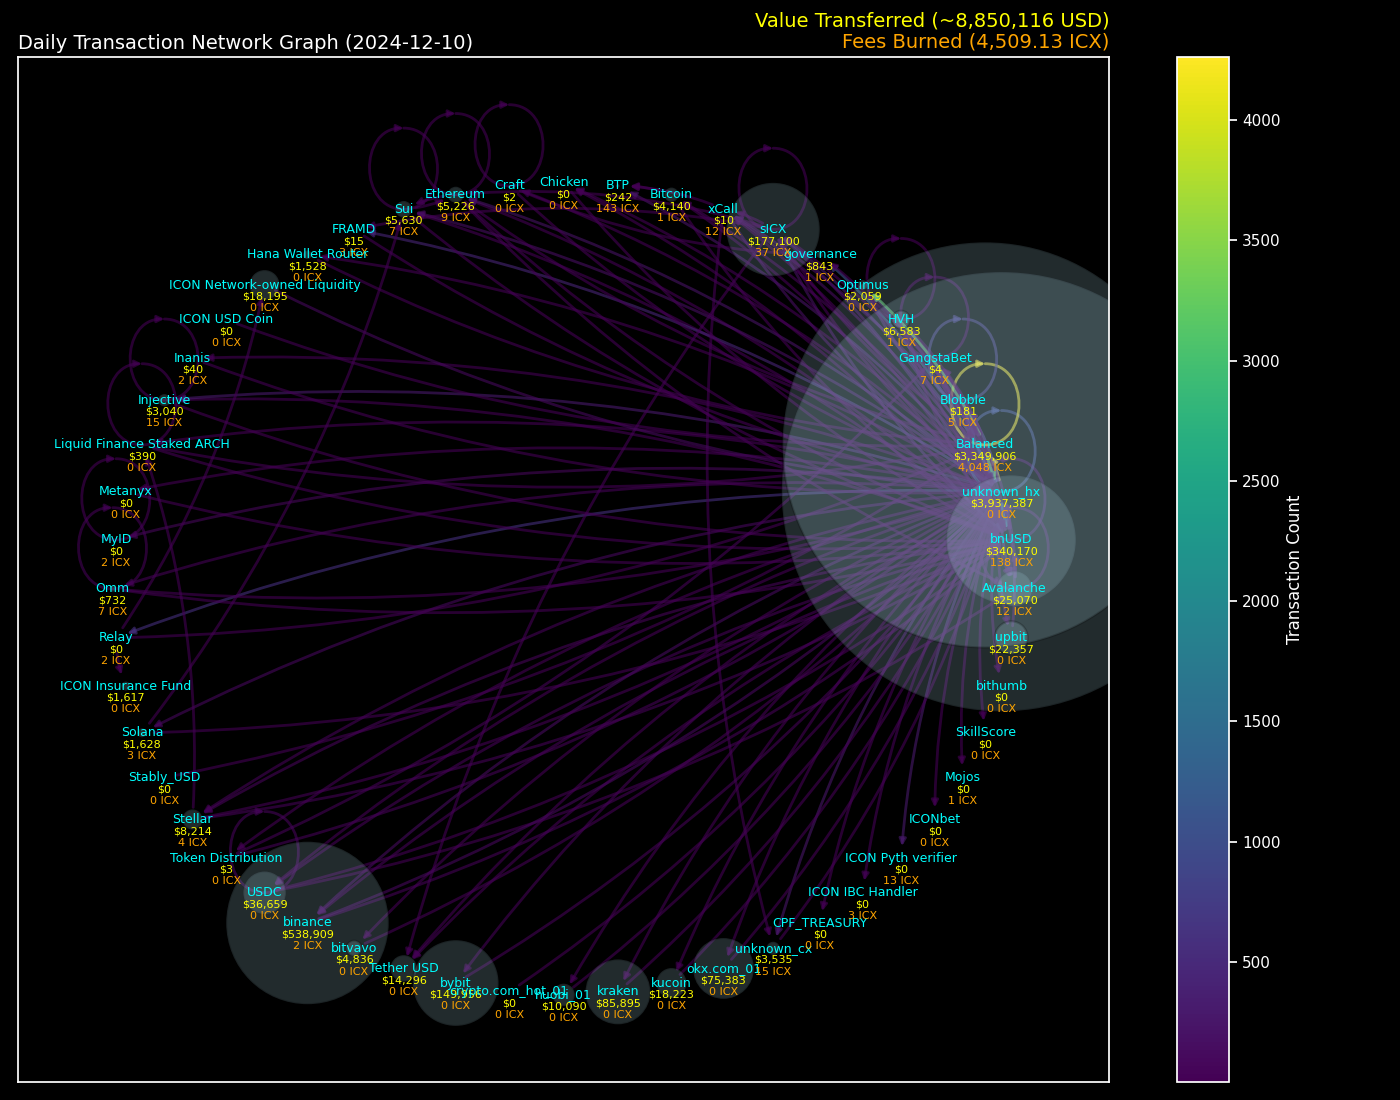 Value Transferred (~8,850,116 USD)
Daily Transaction Network Graph (2024-12-10)
Fees Burned (4,509.13 ICX)
Chicken
$0
0 ICX
Craft
$2
0 ICX
BTP
$242
143 ICX
Ethereum
$5,226
9 ICX
Bitcoin
$4,140
1 ICX
Sui
$5,630
7 ICX
xCall
$10
12 ICX
FRAMD
$15
ICX
sICX
$177,100
37 ICX
Hana Wallet Router
$1,528
0 ICX
governance
$843
1 ICX
ICON Network-owned Liquidity
$18,195
0 ICX
Optimus
$2,059
0 ICX
ICON USD Coin
$0
0 ICX
HVH
$6,583
1 ICX
Inanis
$40
2 ICX
GangstaBet
$4
7 ICX
Injective
$3,040
15 ICX
Blobble
$181
5 ICX
Liquid Finance Staked ARCH
$390
0 ICX
Balanced
$3,349,906
4,048 ICX
Metanyx
$0
0 ICX
unknown_hx
$3,937,387
0 ICX
MyID
$0
2 ICX
bnUSD
$340,170
138 ICX
Omm
$732
7 ICX
Avalanche
$25,070
12 ICX
Relay
$0
2 ICX
upbit
$22,357
0 ICX
ICON Insurance Fund
$1,617
0 ICX
bithumb
$0
0 ICX
Solana
$1,628
3 ICX
SkillScore
$0
0 ICX
Stably_USD
$0
0 ICX
Mojos
$0
1 ICX
Stellar
$8,214
4 ICX
ICONbet
$0
0 ICX
Token Distribution
$3
0 ICX
ICON Pyth verifier
$0
13 ICX
USDC
$36,659
0 ICX
ICON IBC Handler
$0
3 ICX
binance
$538,909
2 ICX
CPF_TREASURY
$0
0 ICX
bitvavo
$4,836
0 ICX
unknown_cx
$3,535
15 ICX
Tether USD
$14,296
0 ICX
okx.com_01
$75,383
0 ICX
bybit
$149,956
0 ICX
kucoin
$18,223
0 ICX
crypto.com_hot_01
$0
0 ICX
huobi_01
$10,090
0 ICX
kraken
$85,895
0 ICX
4000
3500
3000
2500
2000
1500
1000
500
Transaction Count